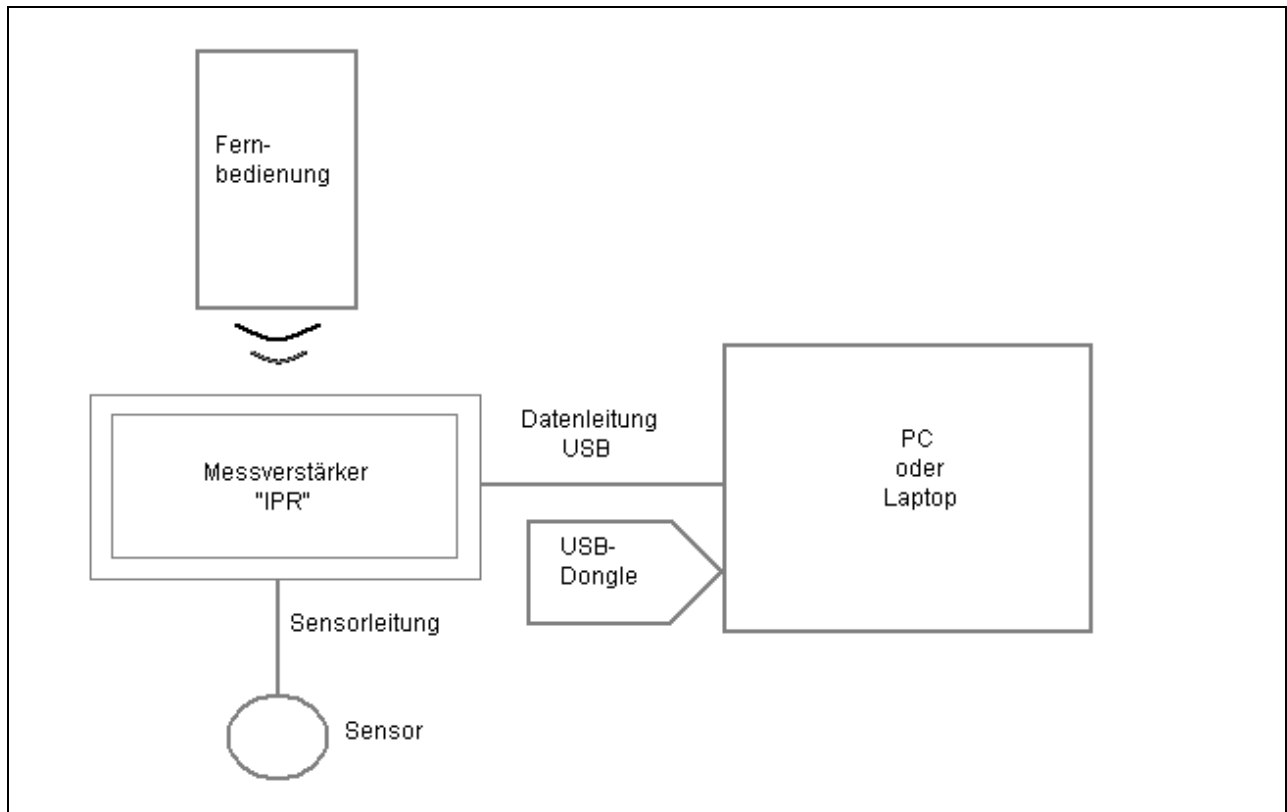 Fern-
bedienung
Datenleitung
USB
Messverstärker
"IPR"
PC
oder
Laptop
USB-
Dongle
Sensorleitung
Sensor